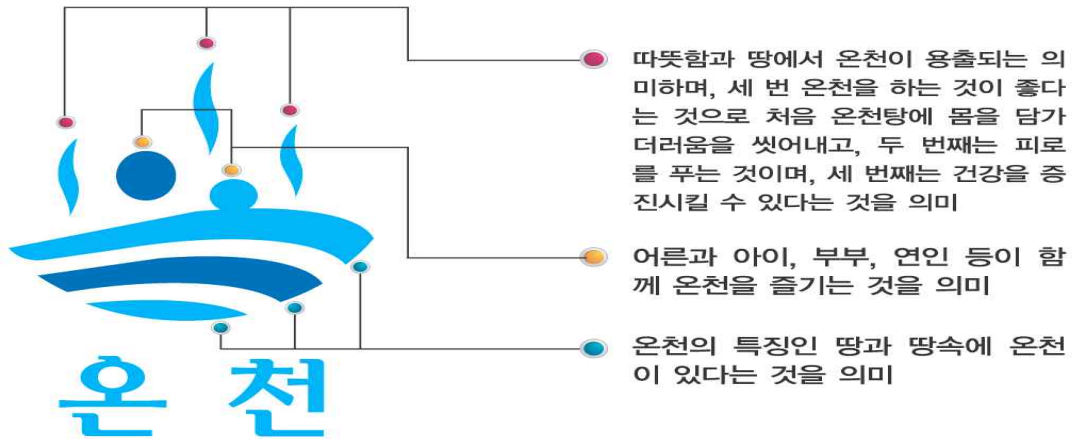 따뜻함과 땅에서 온천이 용출되는 의
미하며, 세 번 온천을 하는 것이 좋다
는 것으로 처음 온천탕에 몸을 담가
더러움을 씻어내고, 두 번째는 피로
를 푸는 것이며, 세 번째는 건강을 증
진시킬 수 있다는 것을 의미
어른과 아이, 부부, 연인 등이 함
께 온천을 즐기는 것을 의미
온천의 특징인 땅과 땅속에 온천
이 있다는 것을 의미
온천